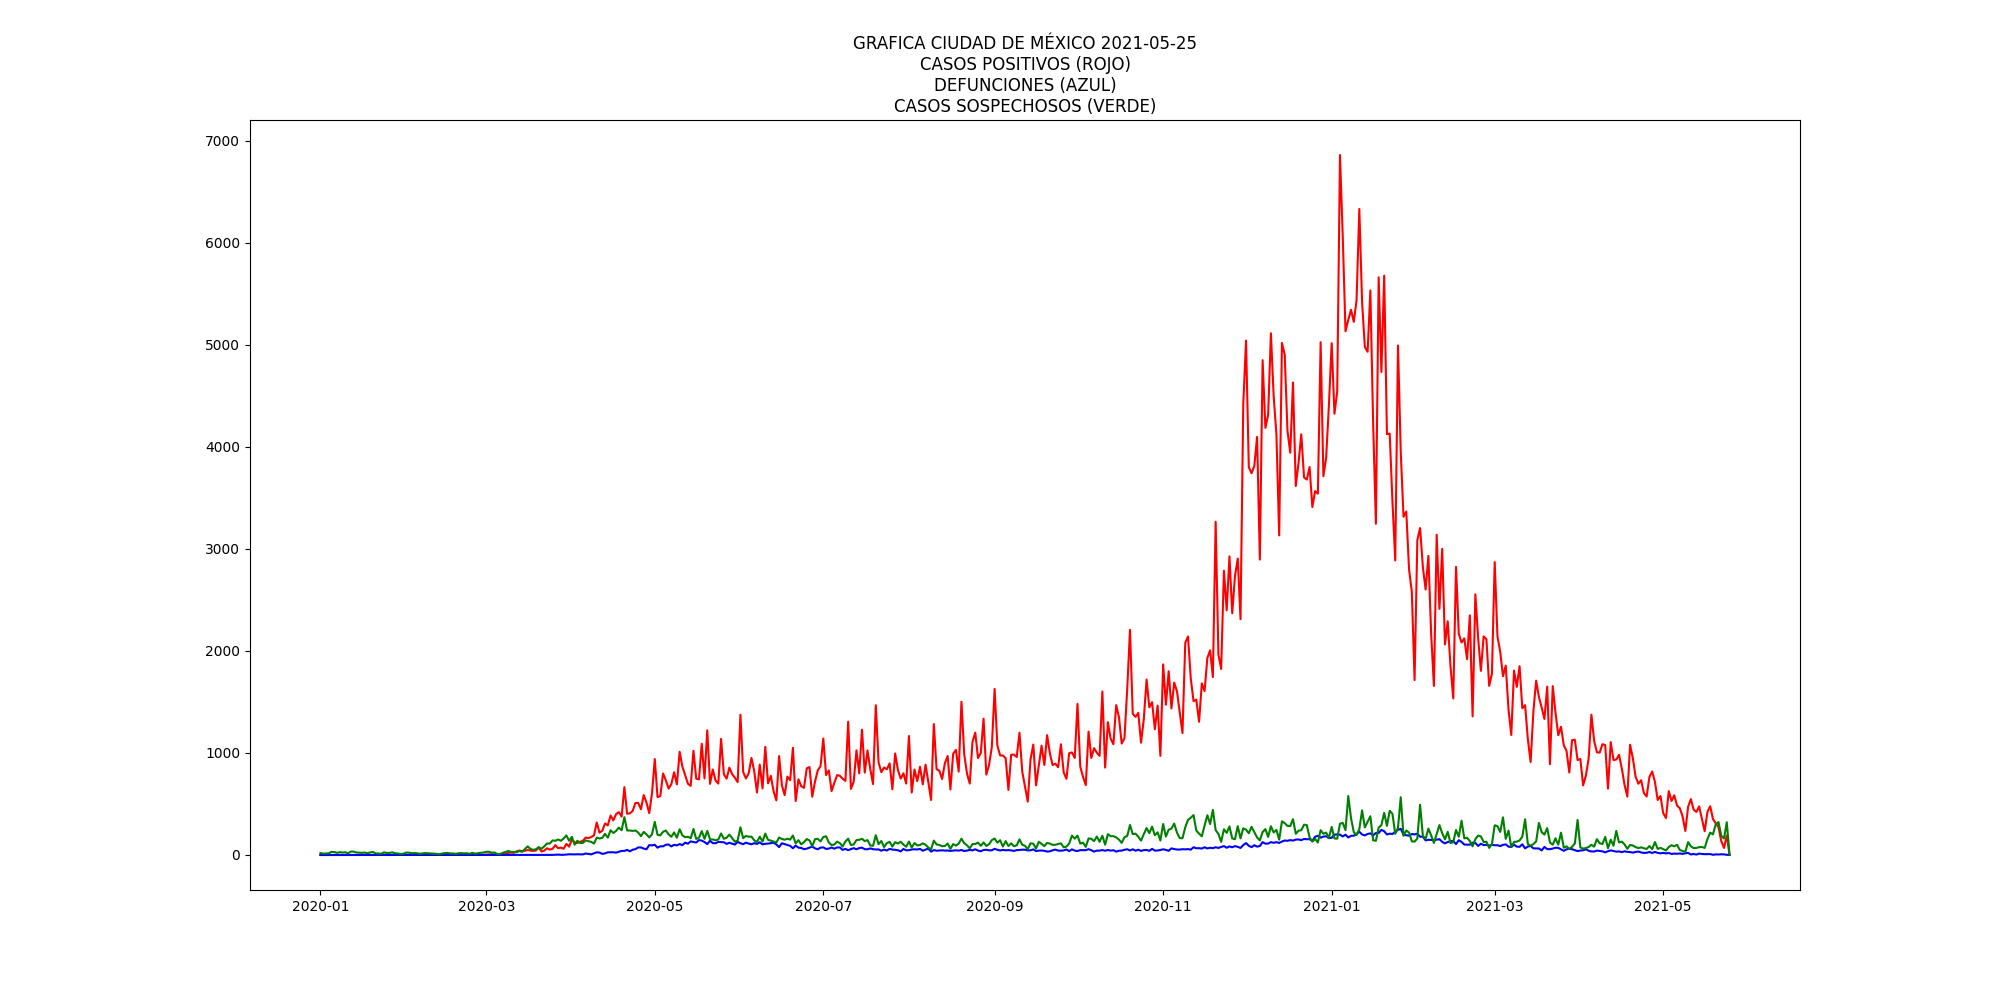 GRAFICA CIUDAD DE MÉXICO 2021-05-25
CASOS POSITIVOS (ROJO)
DEFUNCIONES (AZUL)
CASOS SOSPECHOSOS (VERDE)
7000
6000
5000
4000
3000
2000
1000
0
2020-01 2020-03 2020-05 2020-07 2020-09 2020-11 2021-01 2021-03 2021-05